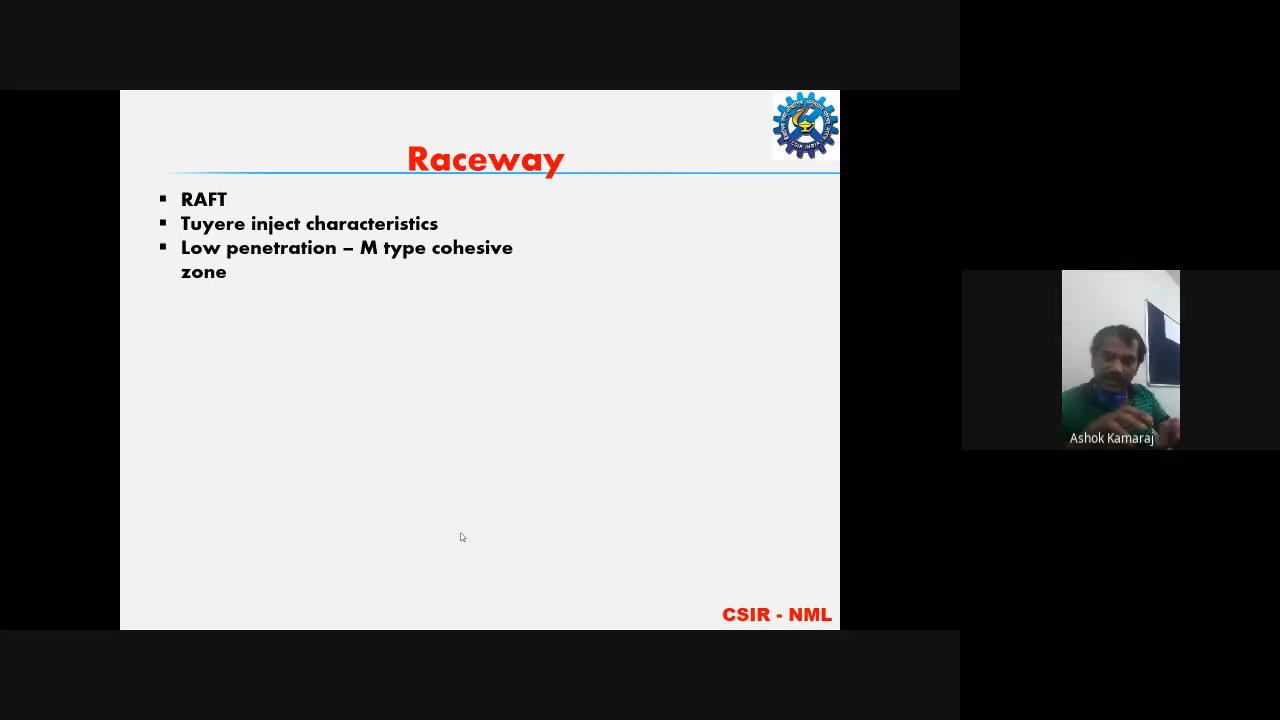 Raceway
▪ RAFT
▪ Tuyere inject characteristics
▪ Low penetration – M type cohesive
zone
CSIR - NML
Ashok Kamaraj